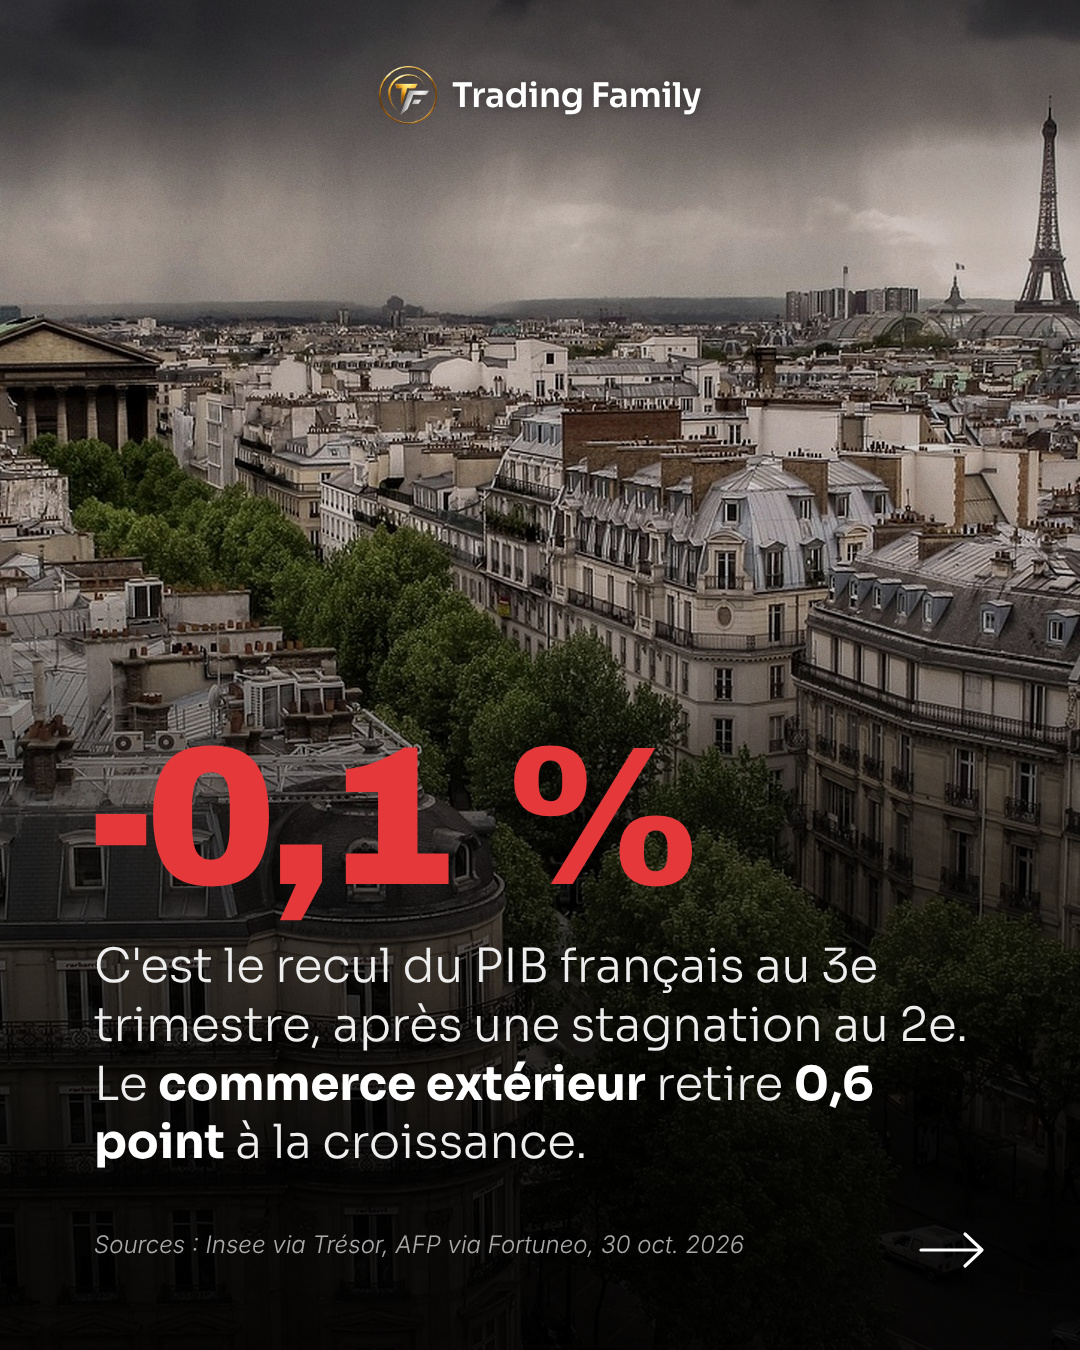 Trading Family
-0,1 %
C'est le recul du PIB français au 3e
trimestre, après une stagnation au 2e.
Le commerce extérieur retire 0,6
point à la croissance.
Sources : Insee via Trésor, AFP via Fortuneo, 30 oct. 2026